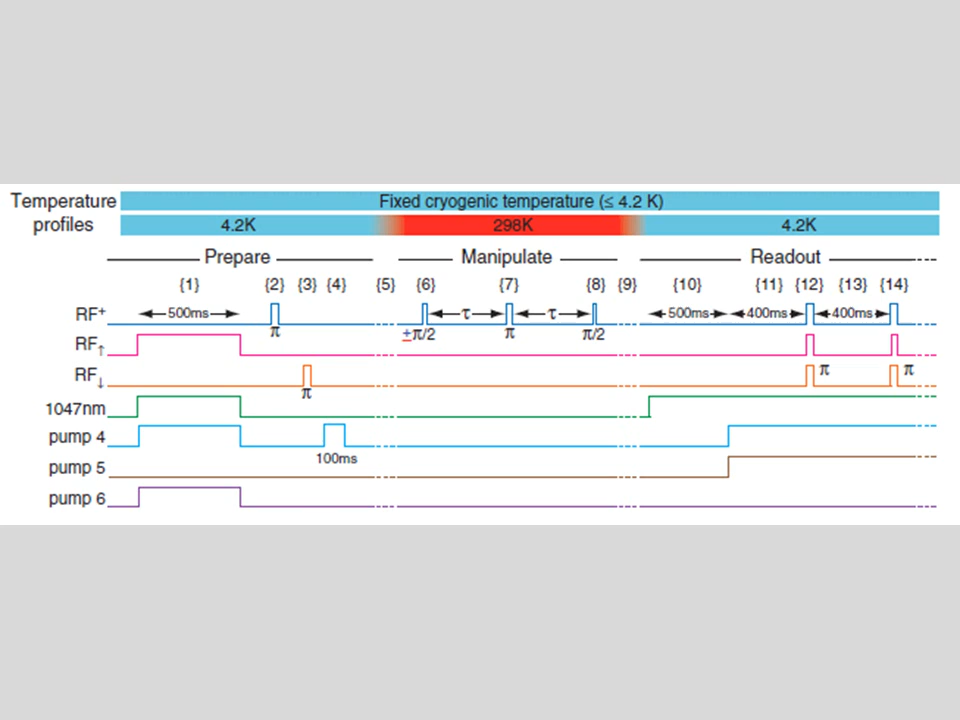 Temperature profiles
Fixed cryogenic temperature (≤ 4.2 K)
4.2K 298K 4.2K
Prepare Manipulate Readout
{1} {2} {3} {4} {5} {6} {7} {8} {9} {10} {11} {12} {13} {14}
RF+ 500ms π ±π/2 τ π τ π/2 500ms 400ms 400ms
RF↑
RF↓ π π π
1047nm
pump 4 100ms
pump 5
pump 6